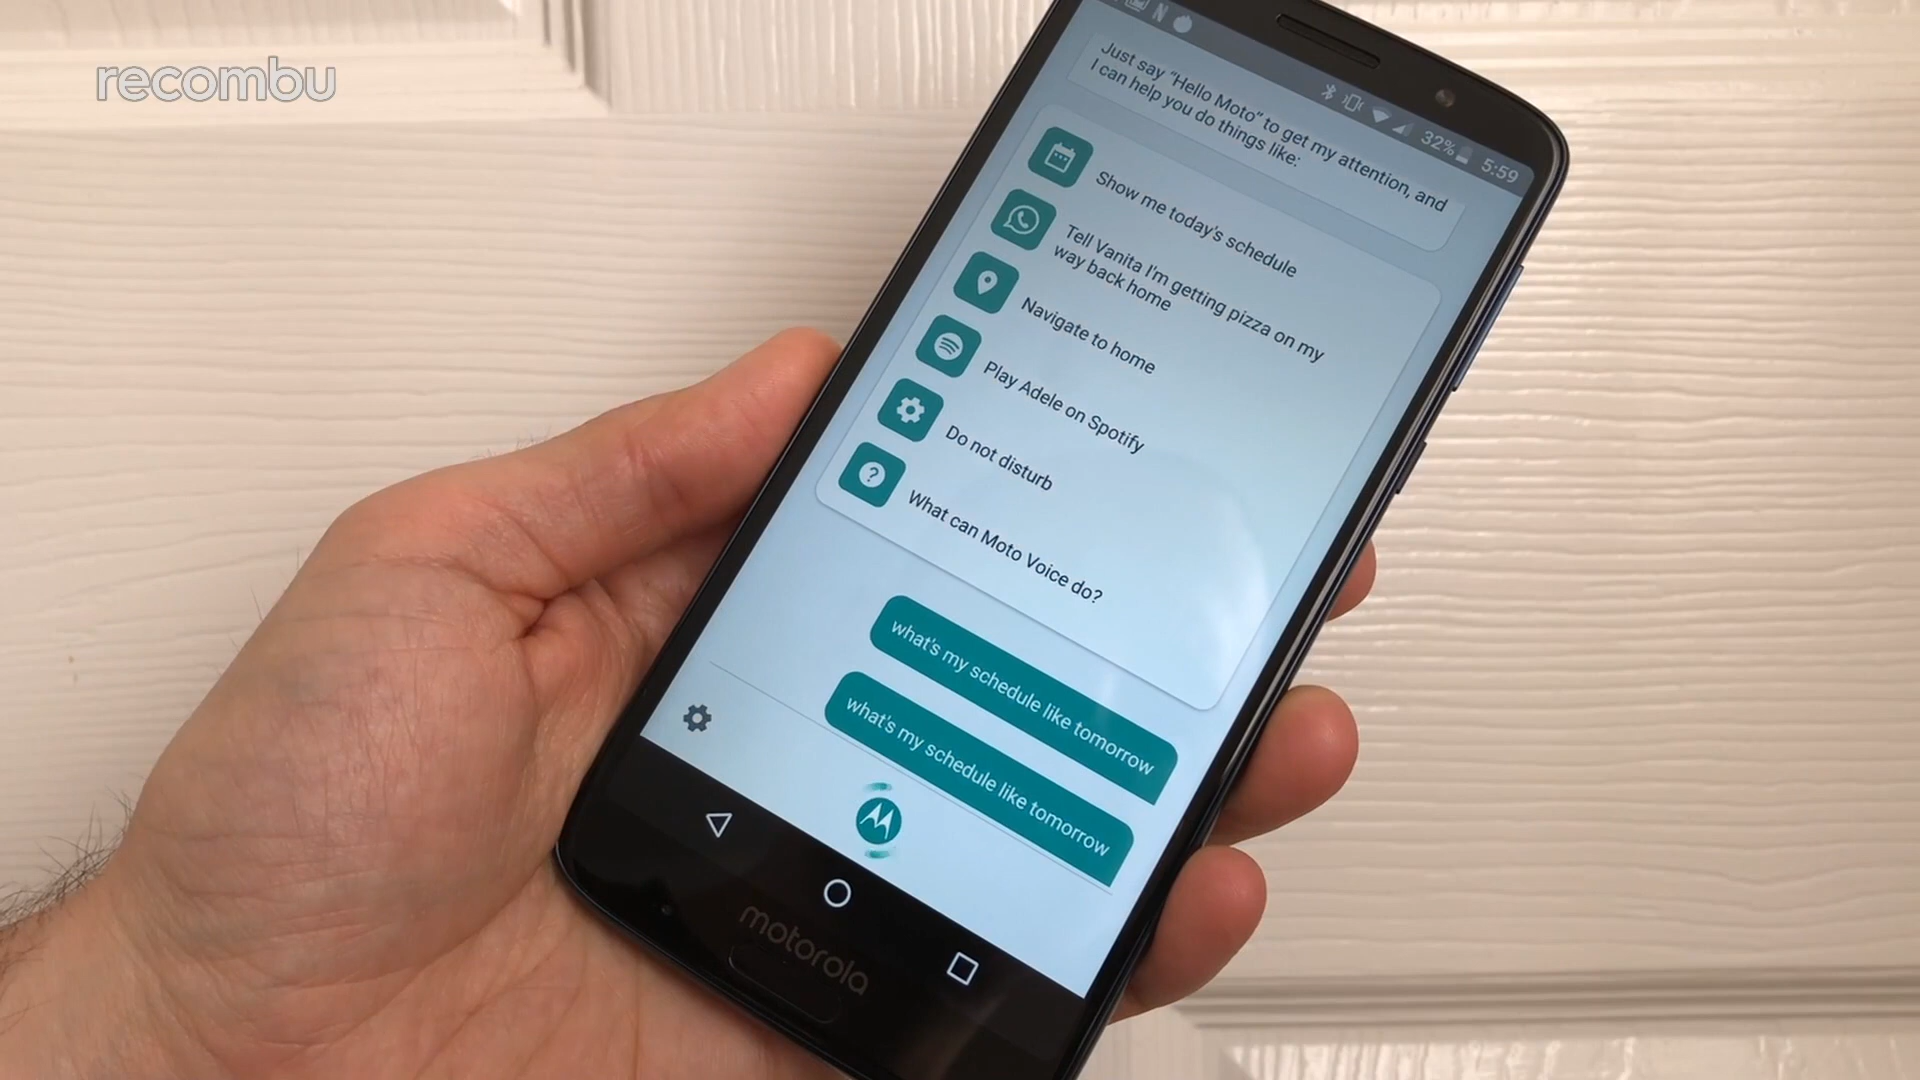 recombu
N
32% 5:59
Just say "Hello Moto" to get my attention, and
I can help you do things like:
Show me today's schedule
Tell Vanita I'm getting pizza on my
way back home
Navigate to home
Play Adele on Spotify
Do not disturb
?
What can Moto Voice do?
what's my schedule like tomorrow
what's my schedule like tomorrow
motorola